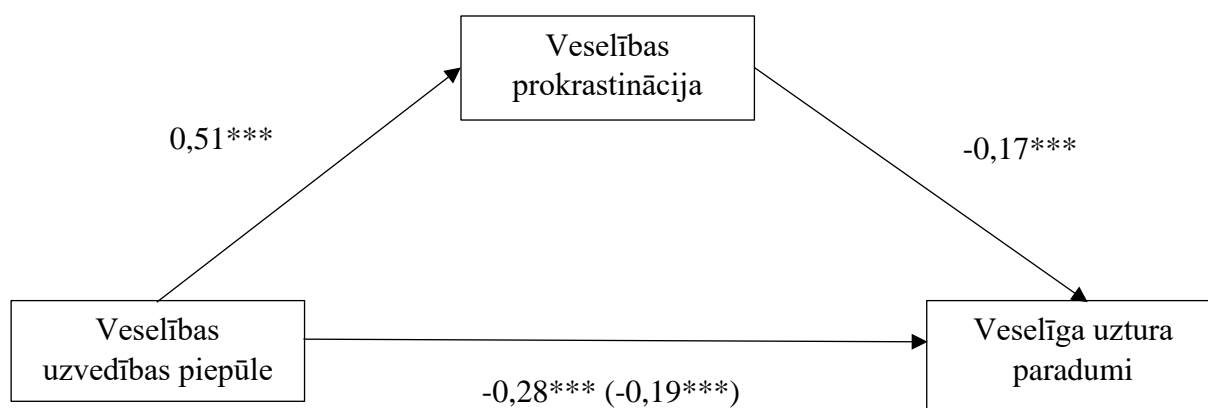 Veselības
prokrastinācija
0,51***
-0,17***
Veselības
uzvedības piepūle
Veselīga uztura
paradumi
-0,28*** (-0,19***)